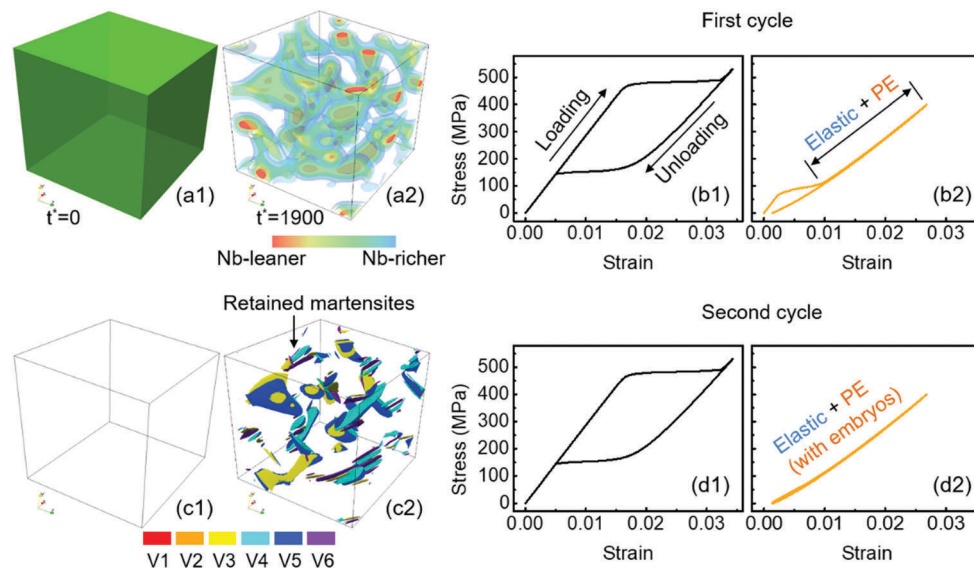 (a1)
t*=0
(a2)
t*=1900
Nb-leaner Nb-richer
First cycle
Stress (MPa)
500
400
300
200
100
0
Loading
Unloading
(b1)
0.00 0.01 0.02 0.03
Strain
Elastic + PE
(b2)
0.00 0.01 0.02 0.03
Strain
Retained martensites
(c1)
(c2)
V1 V2 V3 V4 V5 V6
Second cycle
Stress (MPa)
500
400
300
200
100
0
(d1)
0.00 0.01 0.02 0.03
Strain
Elastic + PE
(with embryos)
(d2)
0.00 0.01 0.02 0.03
Strain